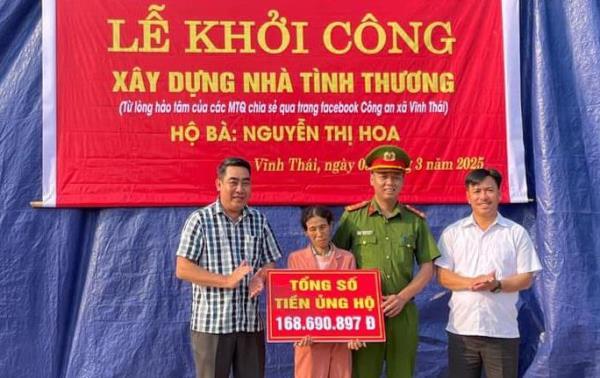 LỄ KHỞI CÔNG
XÂY DỰNG NHÀ TÌNH THƯƠNG
(Từ lòng hảo tâm của các MTQ chia sẻ qua trang facebook Công an xã Vĩnh Thái)
HỘ BÀ: NGUYỄN THỊ HOA
Vĩnh Thái, ngày 3 2025
TỔNG SỐ
TIỀN ỦNG HỘ
168.690.897 Đ